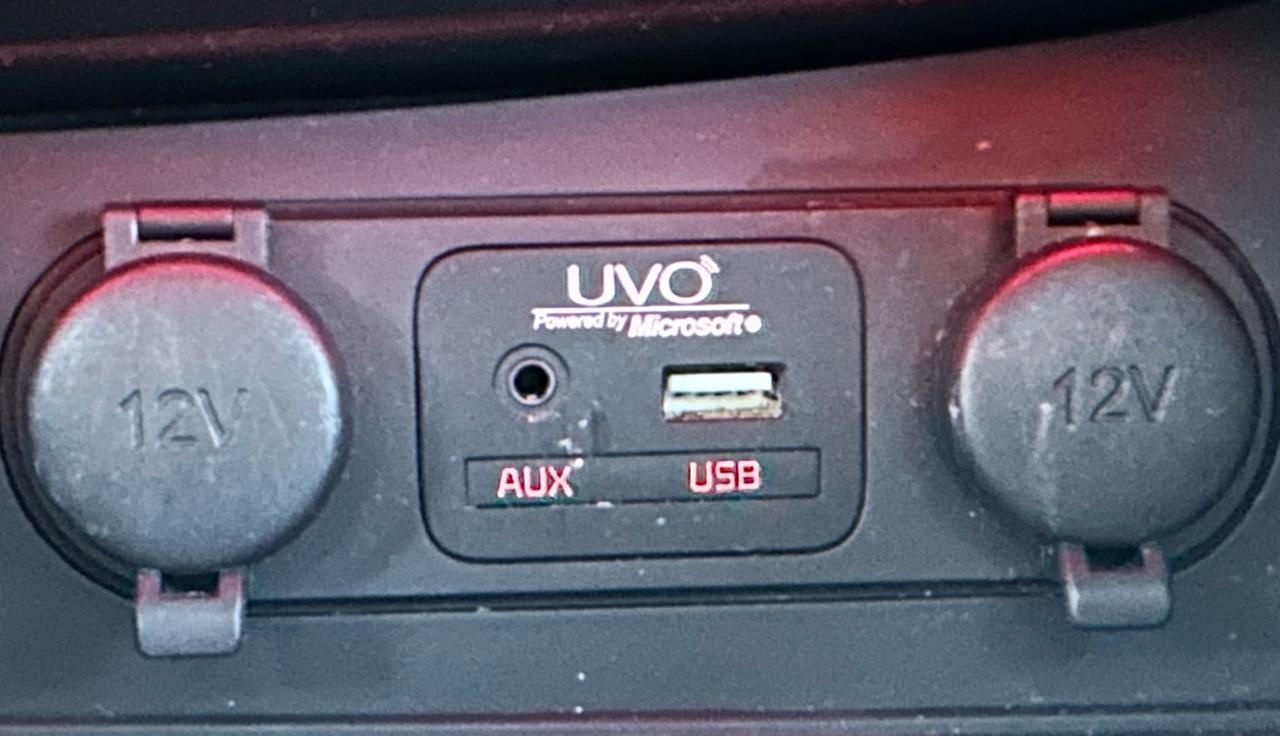 UVO
Powered by Microsoft®
12V
12V
AUX USB